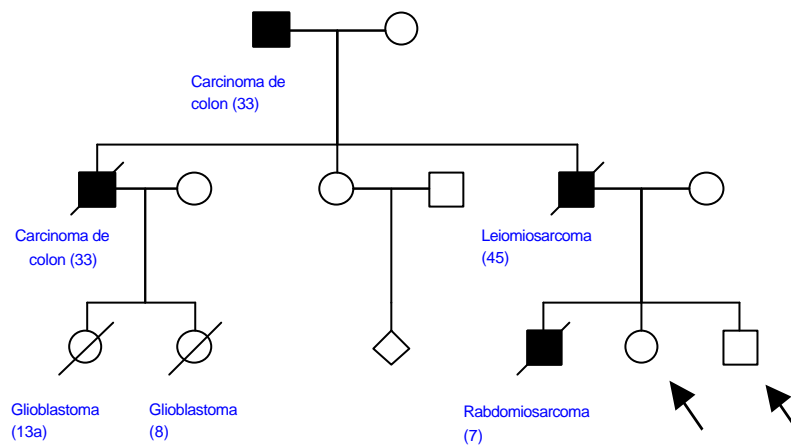 Carcinoma de
colon (33)
Carcinoma de
colon (33)
Leiomiosarcoma
(45)
Glioblastoma
(13a)
Glioblastoma
(8)
Rabdomiosarcoma
(7)